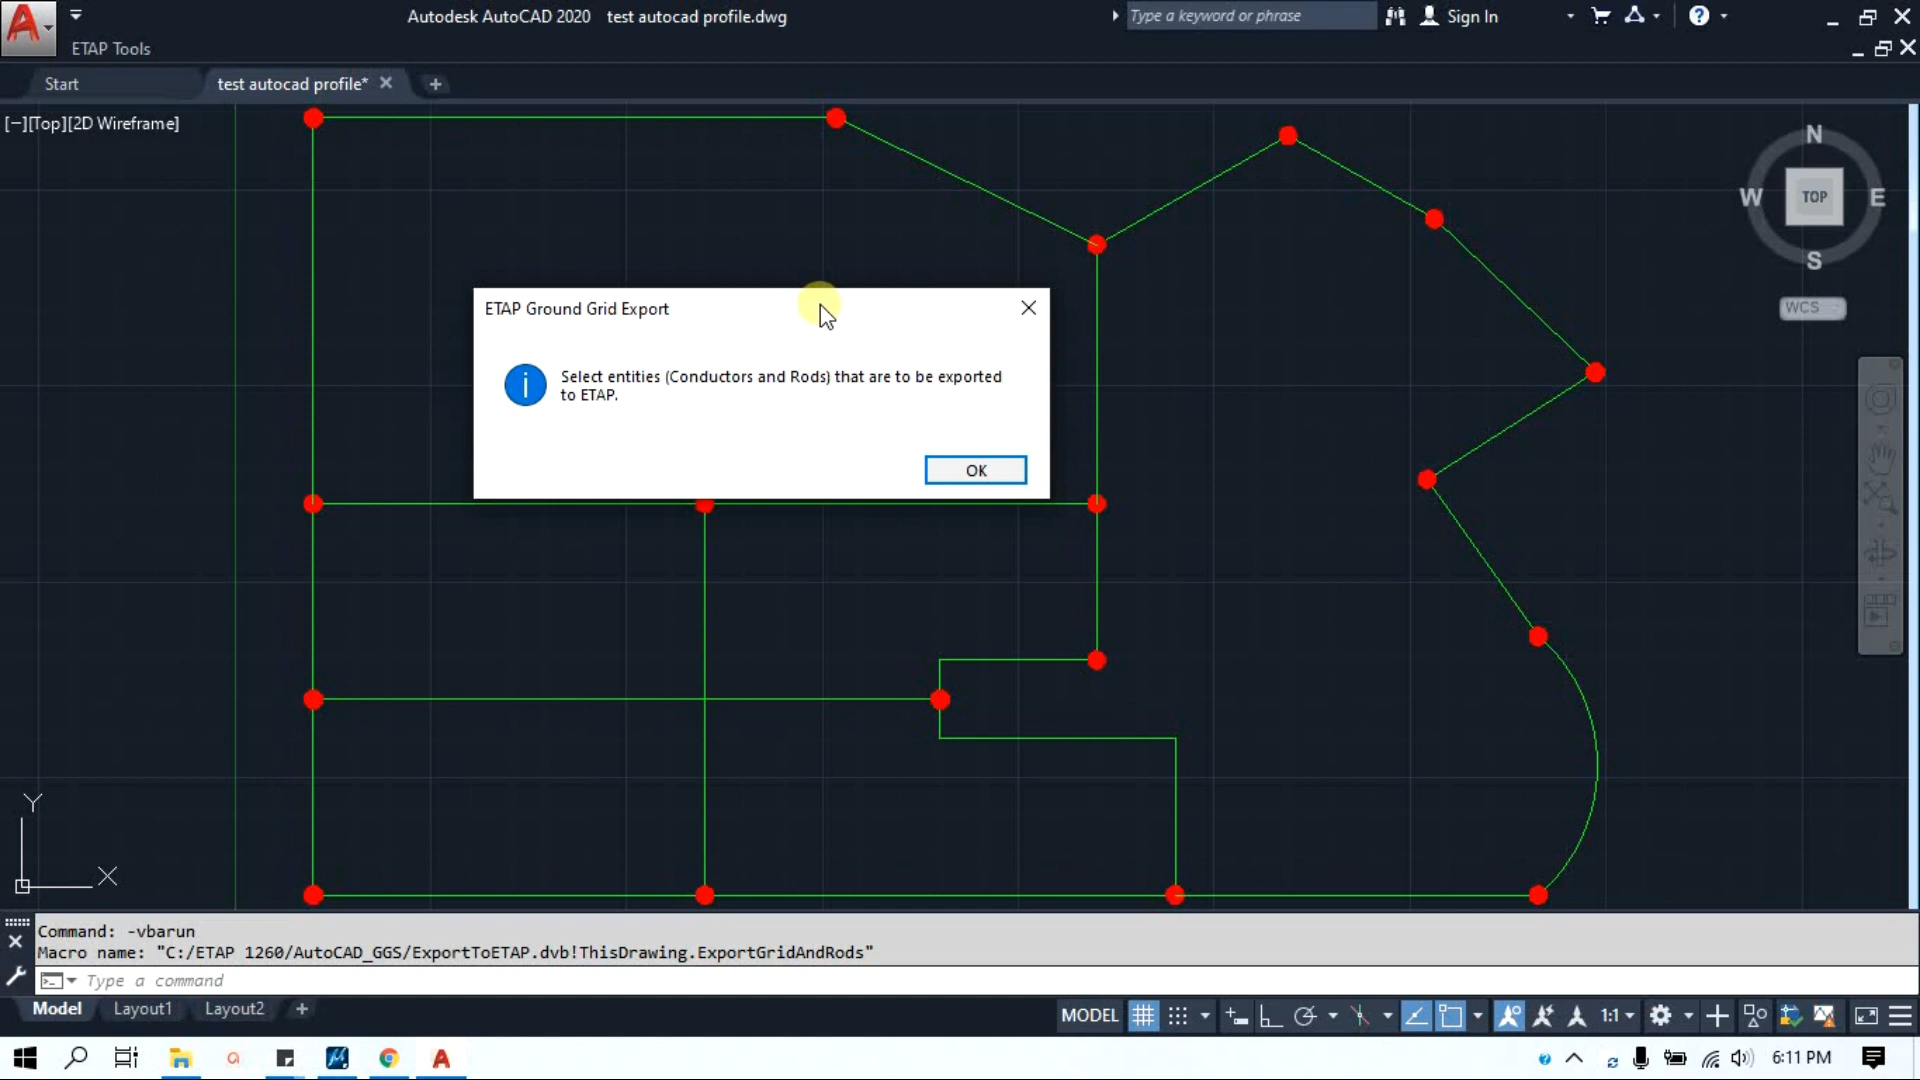 Autodesk AutoCAD 2020 test autocad profile.dwg
Type a keyword or phrase
Sign In
ETAP Tools
Start
test autocad profile*
[−][Top][2D Wireframe]
N
W
TOP
E
S
WCS
ETAP Ground Grid Export
Select entities (Conductors and Rods) that are to be exported
to ETAP.
OK
Y
X
Command: -vbarun
Macro name: "C:/ETAP 1260/AutoCAD_GGS/ExportToETAP.dvb!ThisDrawing.ExportGridAndRods"
Type a command
Model Layout1 Layout2
MODEL
1:1
6:11 PM